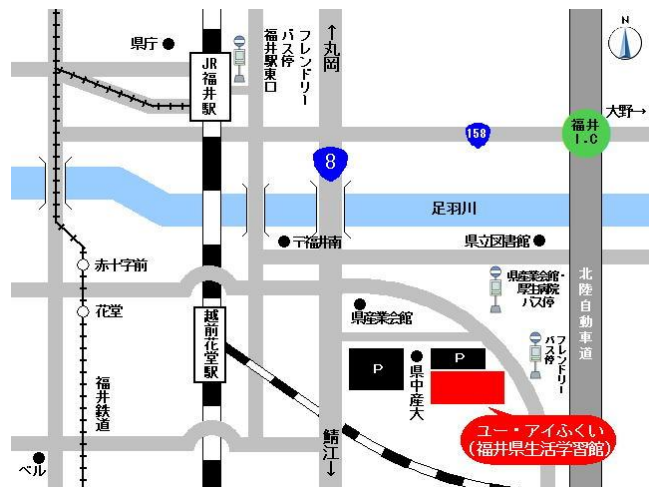 県庁
JR福井駅
フレンドリー
バス停
福井駅東口
↑丸岡
N
大野→
福井
I.C
158
8
足羽川
〒福井南
県立図書館
赤十字前
県産業会館・
厚生病院
バス停
北陸自動車道
花堂
県産業会館
越前花堂駅
フレンドリー
バス停
P
P
県中産大
福井鉄道
ユー・アイふくい
(福井県生活学習館)
鯖江↓
ベル